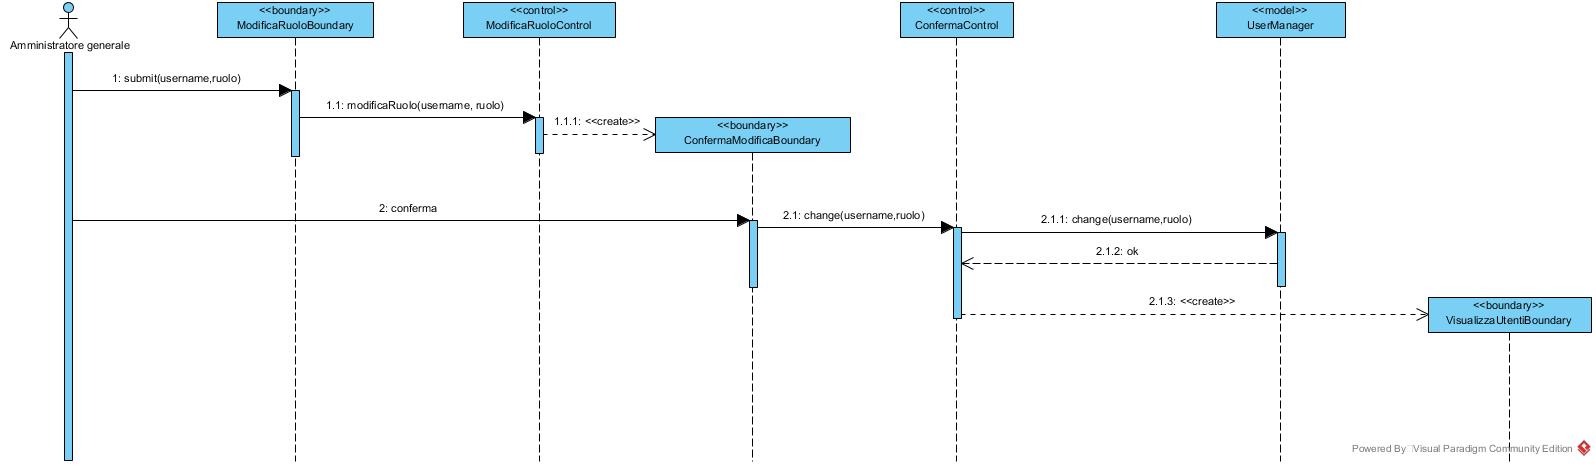 <<boundary>>
ModificaRuoloBoundary
<<control>>
ModificaRuoloControl
<<control>>
ConfermaControl
<<model>>
UserManager
Amministratore generale
1: submit(username,ruolo)
1.1: modificaRuolo(username, ruolo)
1.1.1: <<create>>
<<boundary>>
ConfermaModificaBoundary
2: conferma
2.1: change(username,ruolo)
2.1.1: change(username,ruolo)
2.1.2: ok
2.1.3: <<create>>
<<boundary>>
VisualizzaUtentiBoundary
Powered By Visual Paradigm Community Edition